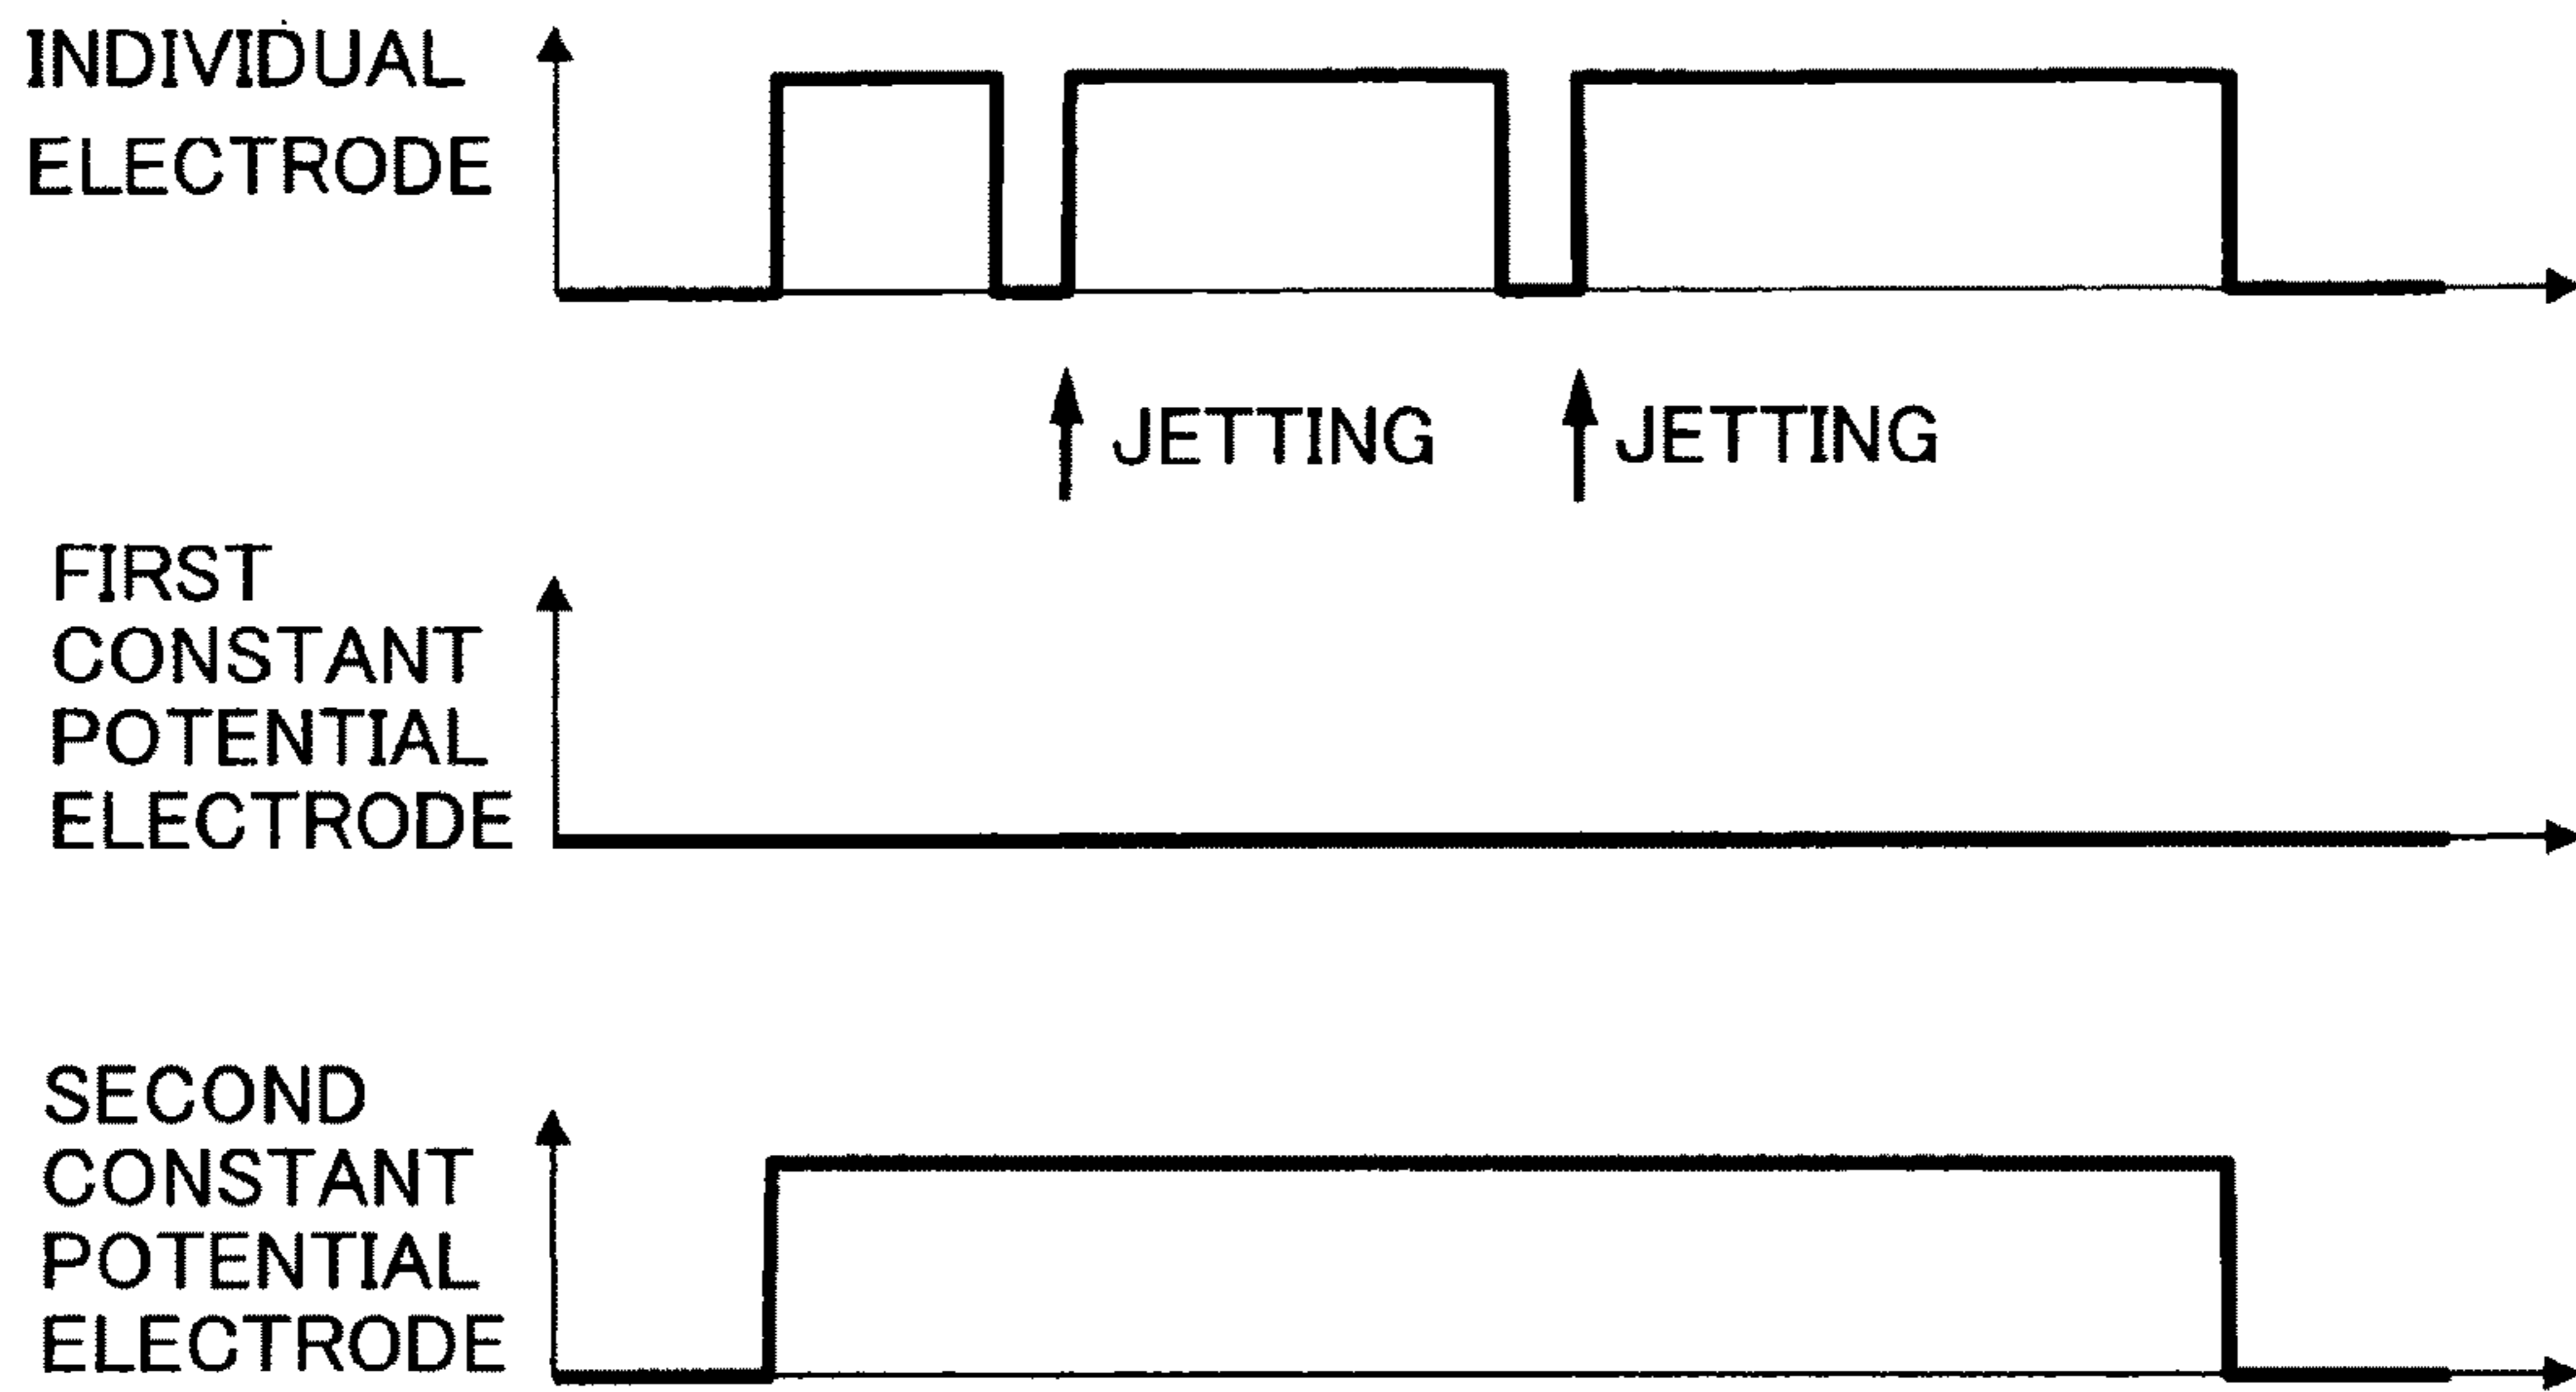 INDIVIDUAL
ELECTRODE
JETTING JETTING
FIRST
CONSTANT
POTENTIAL
ELECTRODE
SECOND
CONSTANT
POTENTIAL
ELECTRODE